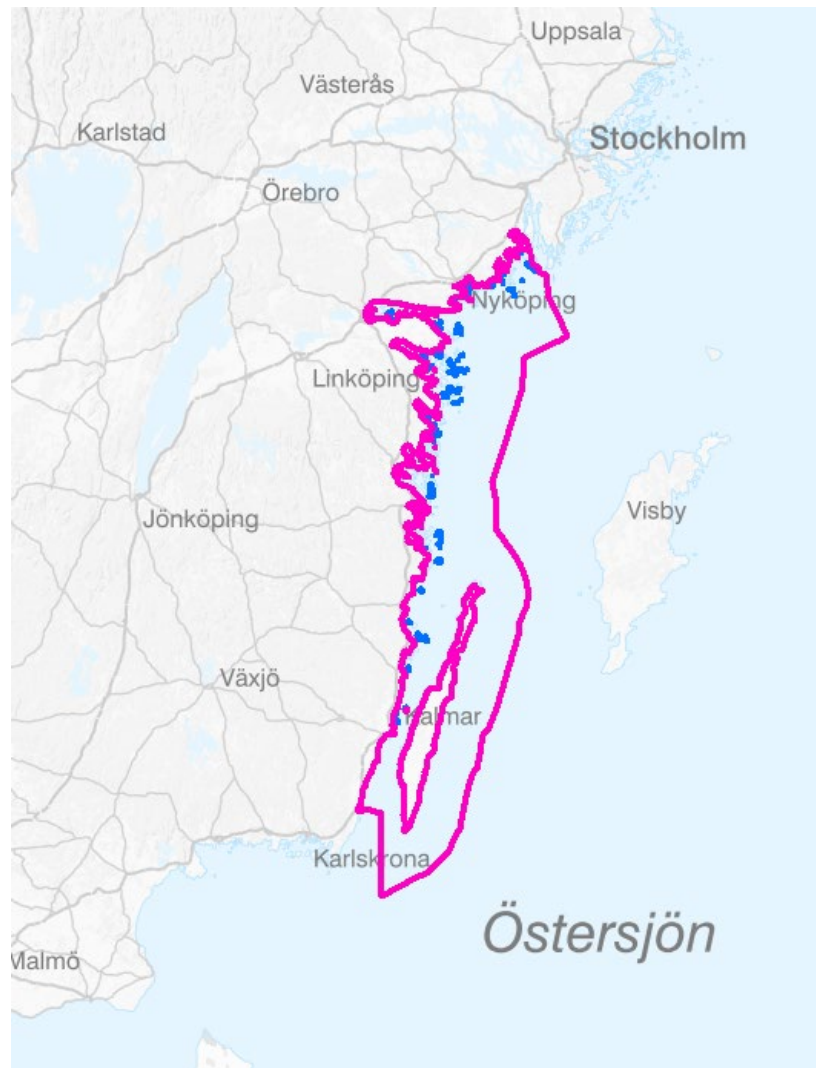 Uppsala
Västerås
Karlstad
Stockholm
Örebro
Nyköping
Linköping
Jönköping
Visby
Växjö
Kalmar
Karlskrona
Östersjön
Malmö